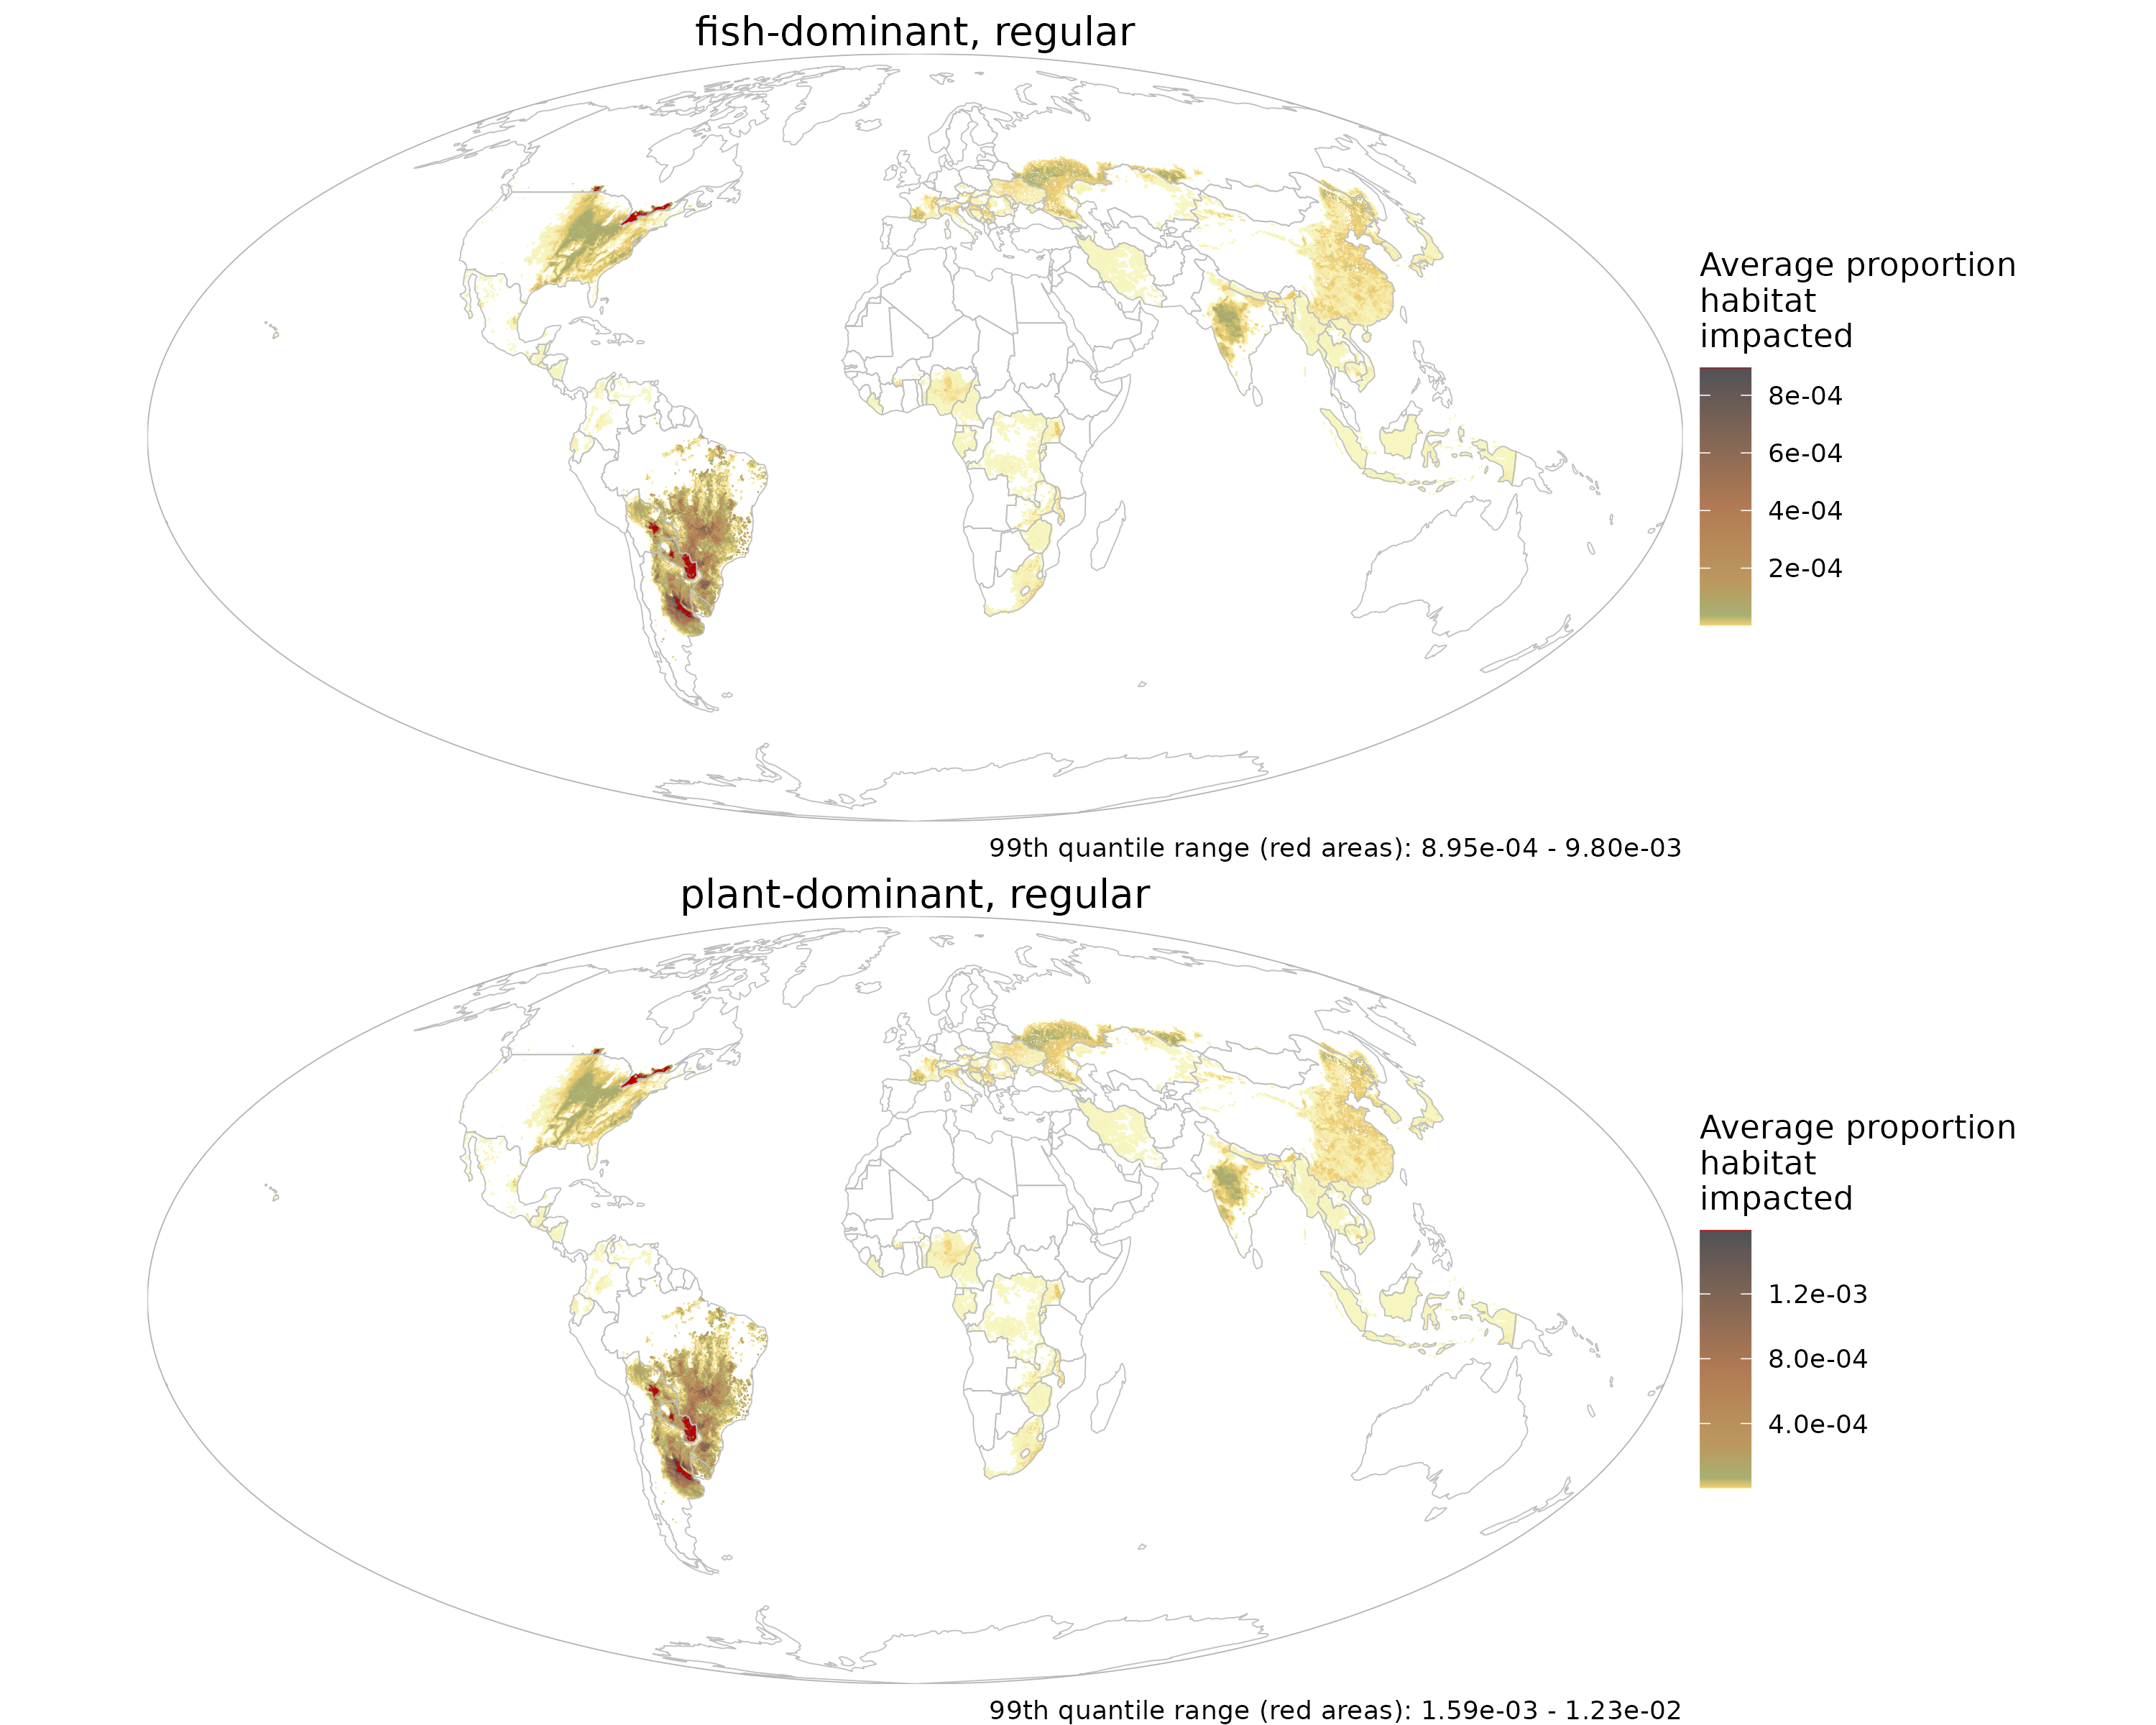 fish-dominant, regular
Average proportion
habitat
impacted
8e-04
6e-04
4e-04
2e-04
99th quantile range (red areas): 8.95e-04 - 9.80e-03
plant-dominant, regular
Average proportion
habitat
impacted
1.2e-03
8.0e-04
4.0e-04
99th quantile range (red areas): 1.59e-03 - 1.23e-02